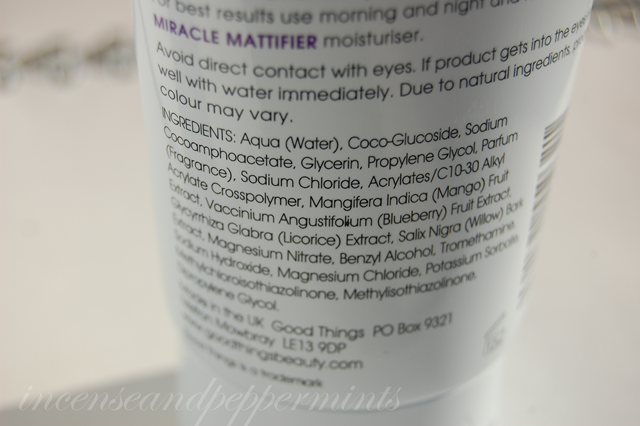 For best results use morning and night and
MIRACLE MATTIFIER moisturiser.
Avoid direct contact with eyes. If product gets into the eyes
well with water immediately. Due to natural ingredients,
colour may vary.
INGREDIENTS: Aqua (Water), Coco-Glucoside, Sodium
Cocoamphoacetate, Glycerin, Propylene Glycol, Parfum
(Fragrance), Sodium Chloride, Acrylates/C10-30 Alkyl
Acrylate Crosspolymer, Mangifera Indica (Mango) Fruit
Extract, Vaccinium Angustifolium (Blueberry) Fruit Extract,
Glycyrrhiza Glabra (Licorice) Extract, Salix Nigra (Willow) Bark
Extract, Magnesium Nitrate, Benzyl Alcohol, Tromethamine,
Sodium Hydroxide, Magnesium Chloride, Potassium Sorbate,
Methylchloroisothiazolinone, Methylisothiazolinone,
Dipropylene Glycol.
Made in the UK Good Things PO Box 9321
Melton Mowbray LE13 9DP
www.goodthingsbeauty.com
Good Things is a trademark
incenseandpeppermints